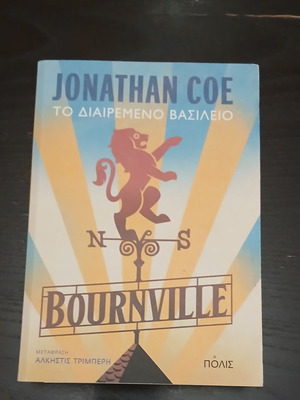 JONATHAN COE
ΤΟ ΔΙΑΙΡΕΜΕΝΟ ΒΑΣΙΛΕΙΟ
N S
BOURNVILLE
ΜΕΤΑΦΡΑΣΗ
ΑΛΚΗΣΤΙΣ ΤΡΙΜΠΕΡΗ
ΠΟΛΙΣ